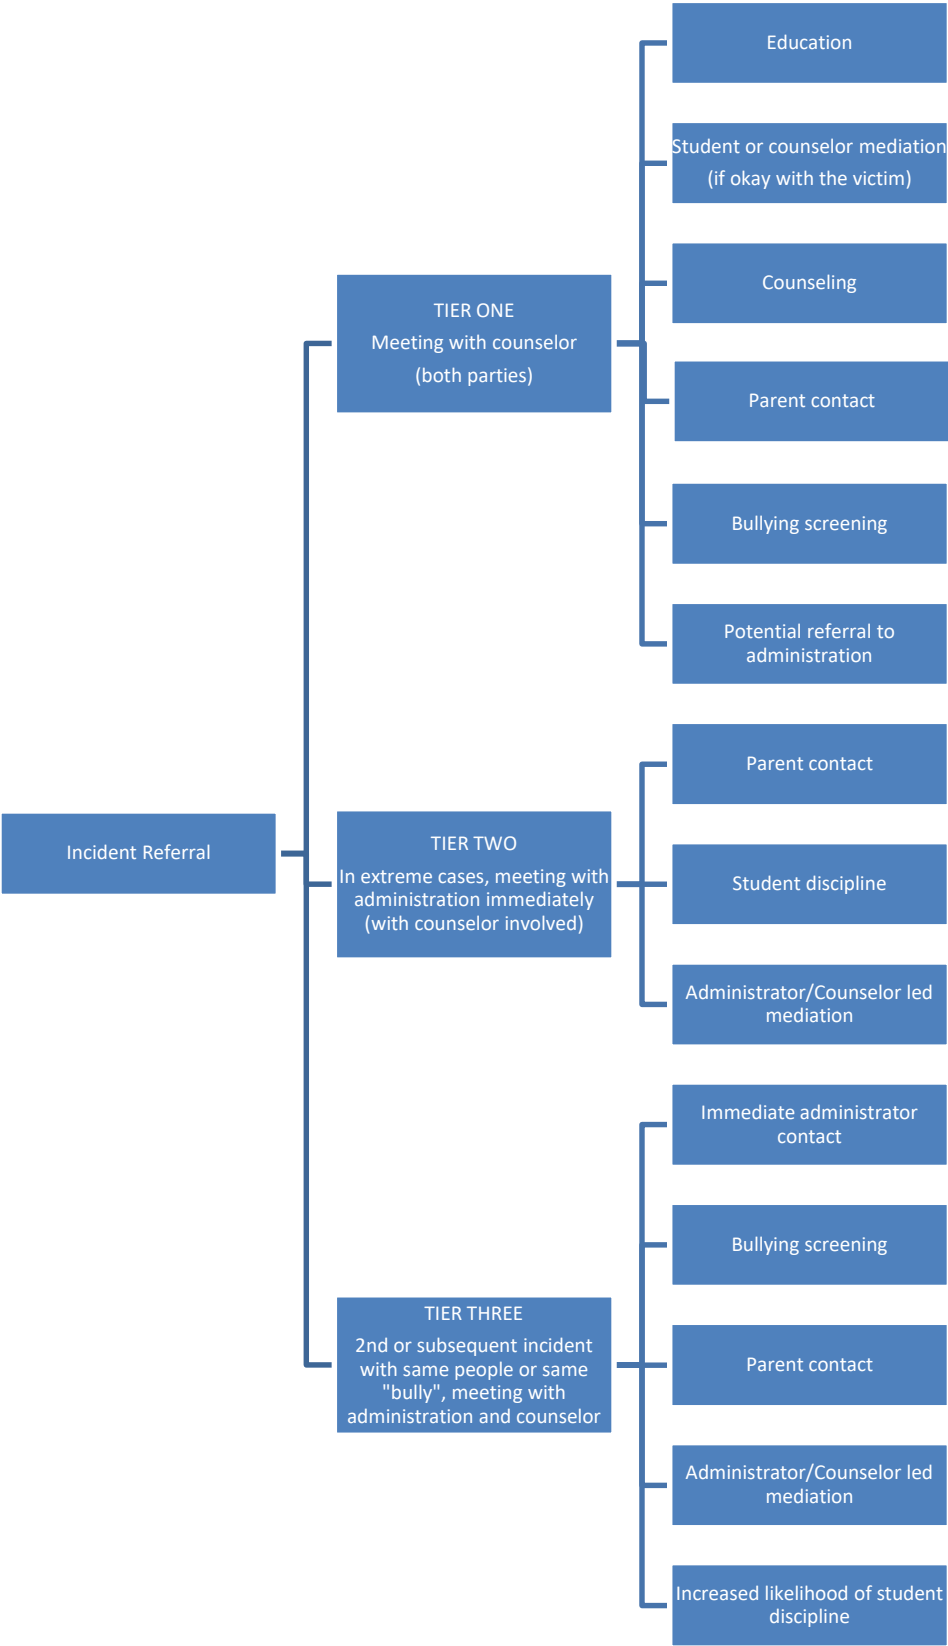 Incident Referral
TIER ONE
Meeting with counselor
(both parties)
Education
Student or counselor mediation
(if okay with the victim)
Counseling
Parent contact
Bullying screening
Potential referral to
administration
TIER TWO
In extreme cases, meeting with
administration immediately
(with counselor involved)
Parent contact
Student discipline
Administrator/Counselor led
mediation
TIER THREE
2nd or subsequent incident
with same people or same
"bully", meeting with
administration and counselor
Immediate administrator
contact
Bullying screening
Parent contact
Administrator/Counselor led
mediation
Increased likelihood of student
discipline